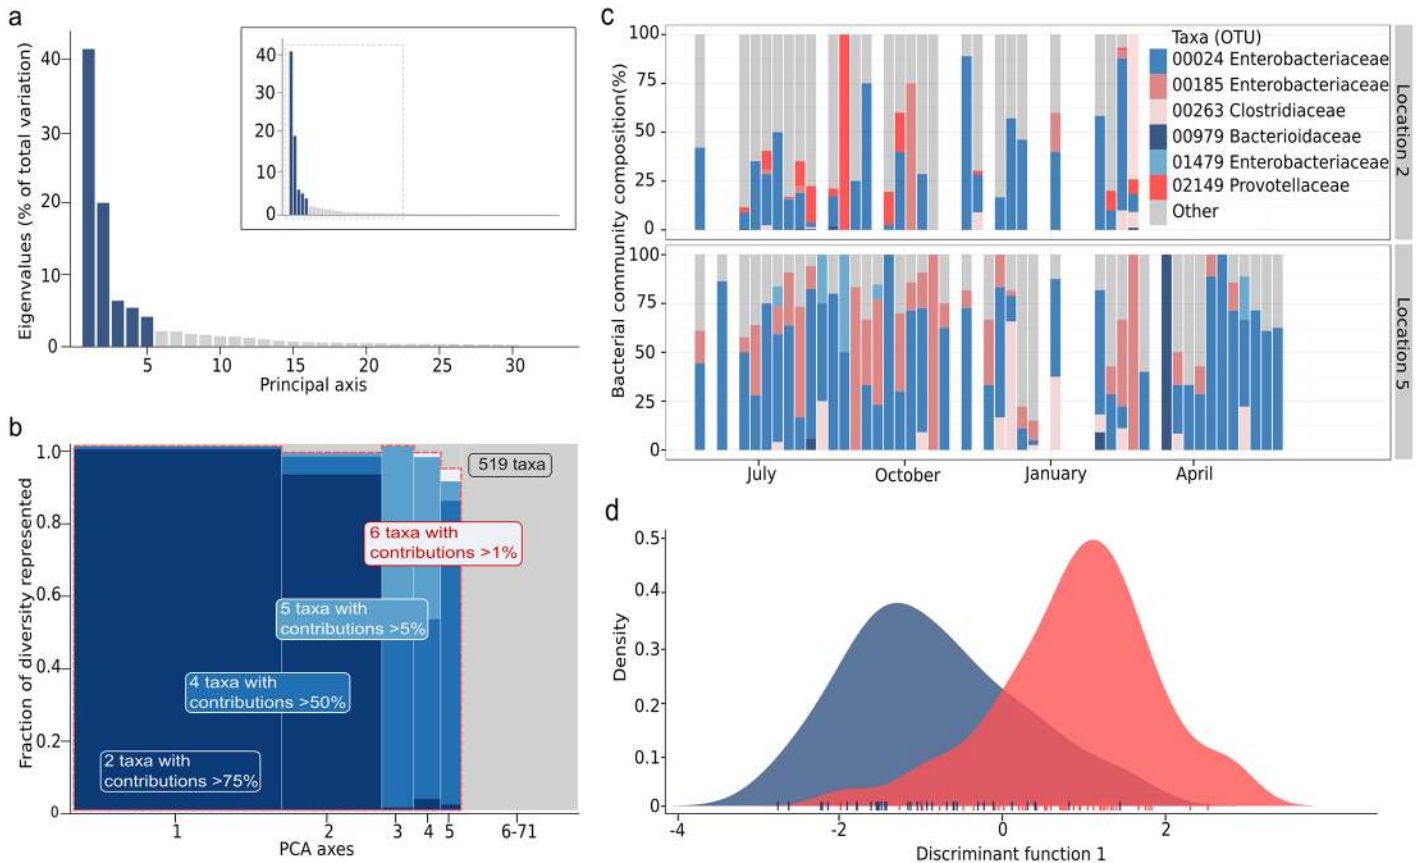 a
Eigenvalues (% of total variation)
40
30
20
10
0
5
10
15
20
25
30
Principal axis
40
30
20
10
0
b
Fraction of diversity represented
1.0
0.8
0.6
0.4
0.2
0
519 taxa
6 taxa with
contributions >1%
5 taxa with
contributions >5%
4 taxa with
contributions >50%
2 taxa with
contributions >75%
1
2
3
4
5
6-71
PCA axes
c
Bacterial community composition(%)
100
75
50
25
0
Taxa (OTU)
00024 Enterobacteriaceae
00185 Enterobacteriaceae
00263 Clostridiaceae
00979 Bacterioidaceae
01479 Enterobacteriaceae
02149 Provotellaceae
Other
Location 2
100
75
50
25
0
Location 5
July
October
January
April
d
Density
0.5
0.4
0.3
0.2
0.1
0
-4
-2
0
2
Discriminant function 1